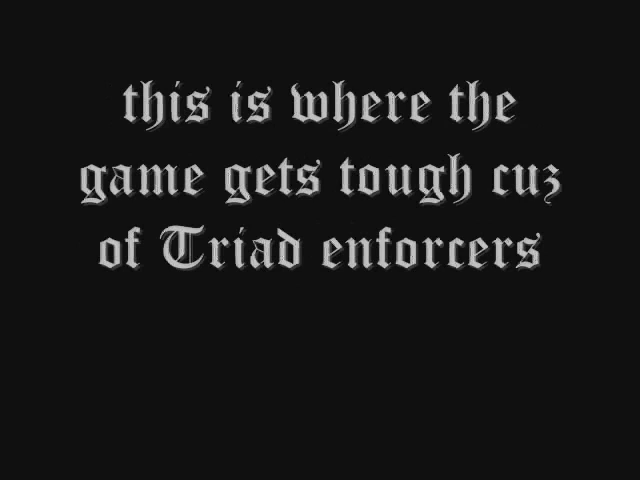 this is where the
game gets tough cuz
of Triad enforcers